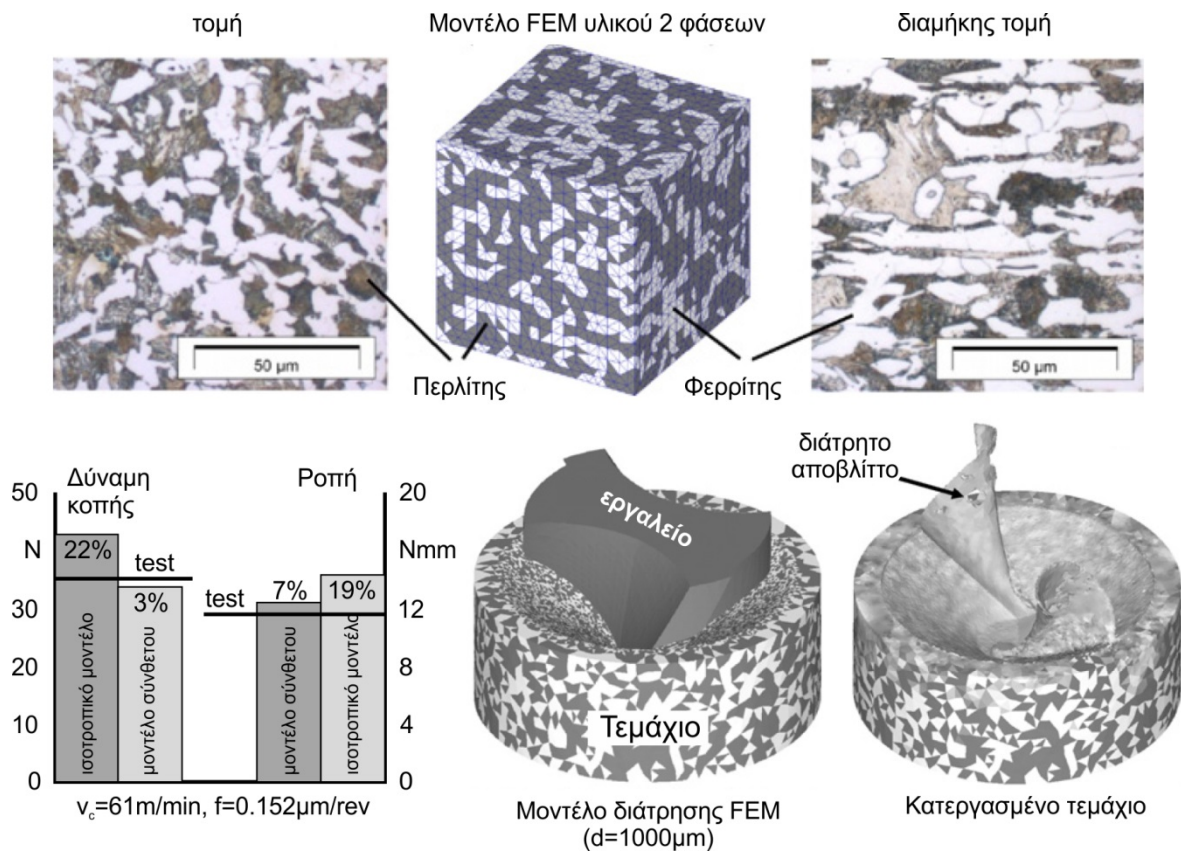 τομή
Μοντέλο FEM υλικού 2 φάσεων
διαμήκης τομή
50 μm
50 μm
Περλίτης
Φερρίτης
Δύναμη
κοπής
Ροπή
50
N
30
20
10
0
20
Nmm
12
8
4
0
22%
test
3%
test
7%
19%
ισοτροπικό μοντέλο
μοντέλο σύνθετου
μοντέλο σύνθετου
ισοτροπικό μοντέλο
v꜀=61m/min, f=0.152μm/rev
εργαλείο
Τεμάχιο
Μοντέλο διάτρησης FEM
(d=1000μm)
διάτρητο
αποβλίττο
Κατεργασμένο τεμάχιο